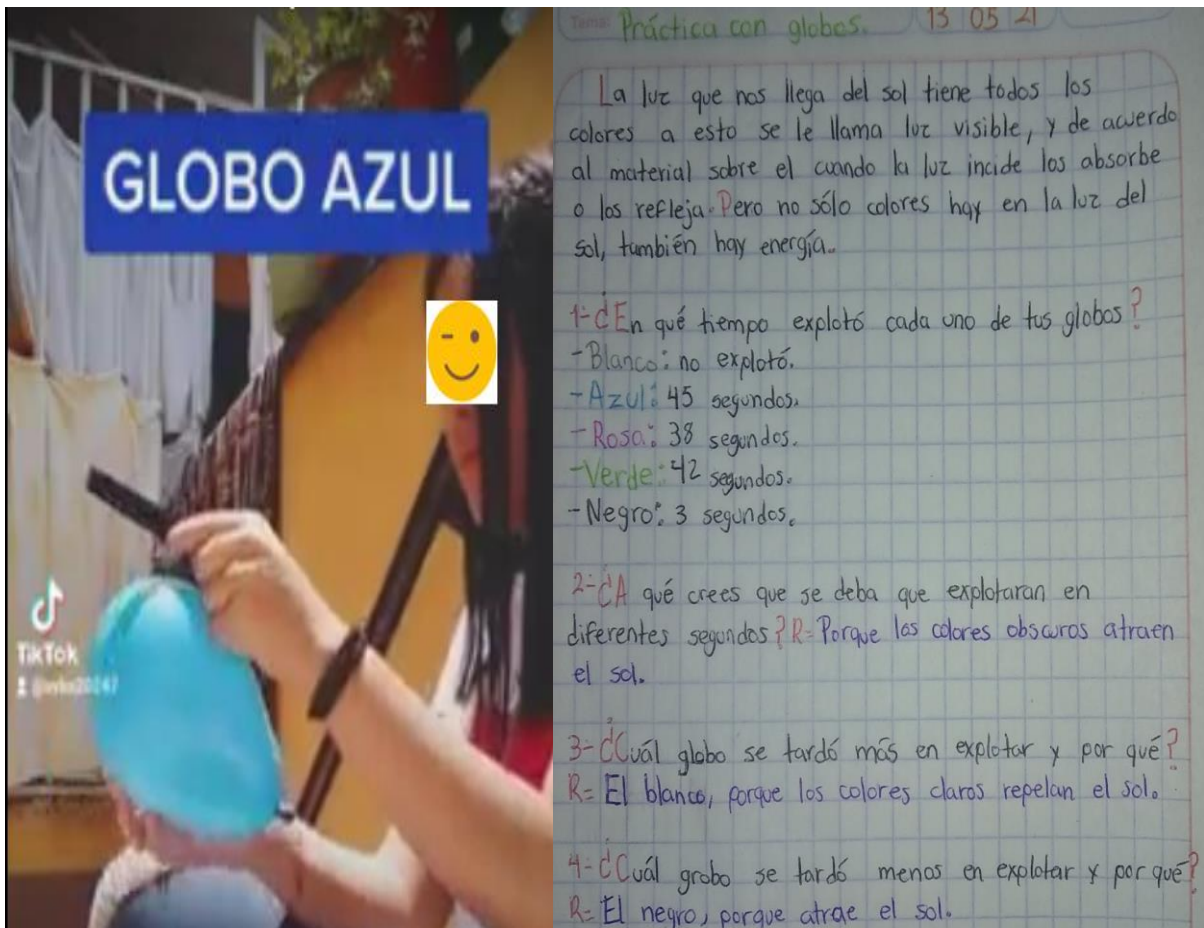 GLOBO AZUL
TikTok
Tema: Práctica con globos. 13 05 21
La luz que nos llega del sol tiene todos los
colores a esto se le llama luz visible, y de acuerdo
al material sobre el cuando la luz incide los absorbe
o los refleja. Pero no sólo colores hay en la luz del
sol, también hay energía.
1-¿En qué tiempo explotó cada uno de tus globos?
-Blanco: no explotó.
-Azul: 45 segundos.
-Rosa: 38 segundos.
-Verde: 42 segundos.
-Negro: 3 segundos.
2-¿A qué crees que se deba que explotaran en
diferentes segundos? R= Porque los colores obscuros atraen
el sol.
3-¿Cuál globo se tardó más en explotar y por qué?
R= El blanco, porque los colores claros repelan el sol.
4-¿Cuál grobo se tardó menos en explotar y por qué?
R= El negro, porque atrae el sol.